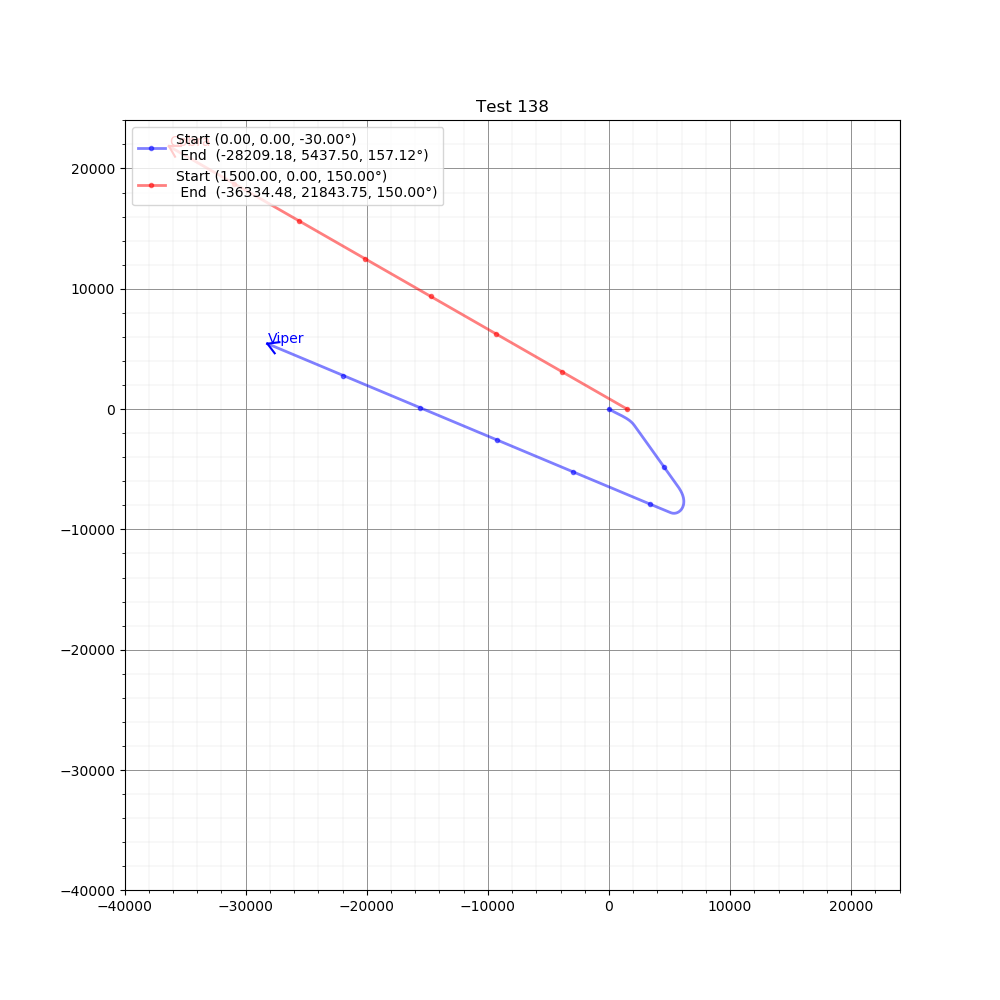 Test 138
Start (0.00, 0.00, -30.00°)
End (-28209.18, 5437.50, 157.12°)
Start (1500.00, 0.00, 150.00°)
End (-36334.48, 21843.75, 150.00°)
Viper
20000
10000
0
−10000
−20000
−30000
−40000
−40000 −30000 −20000 −10000 0 10000 20000